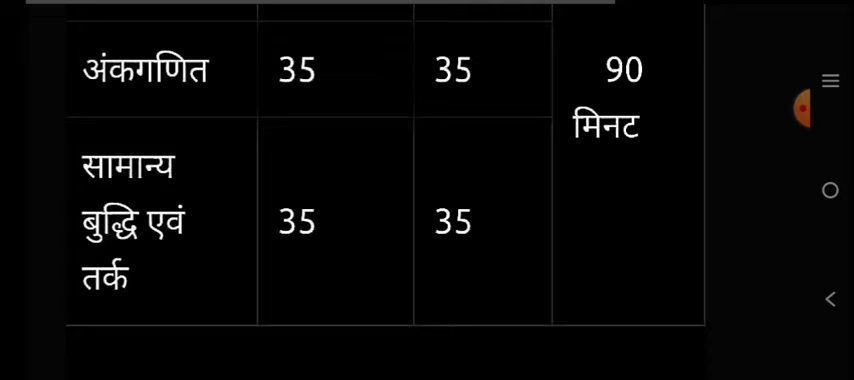 अंकगणित 35 35 90
मिनट
सामान्य
बुद्धि एवं 35 35
तर्क